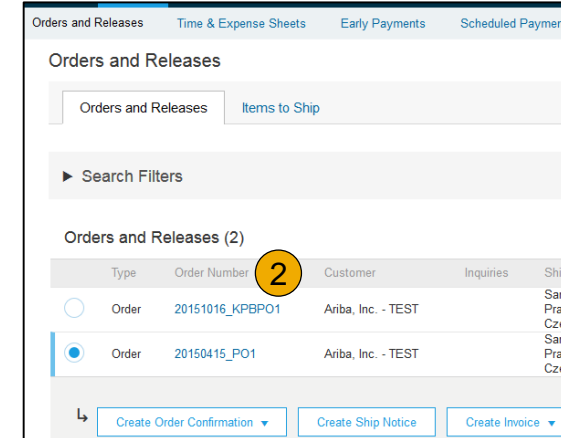 Orders and Releases Time & Expense Sheets Early Payments Scheduled
Orders and Releases
Orders and Releases Items to Ship
► Search Filters
Orders and Releases (2)
2
Type Order Number Customer Inquiries
Order 20151016_KPBPO1 Ariba, Inc. - TEST
Order 20150415_PO1 Ariba, Inc. - TEST
Create Order Confirmation ▼ Create Ship Notice Create Invoice ▼